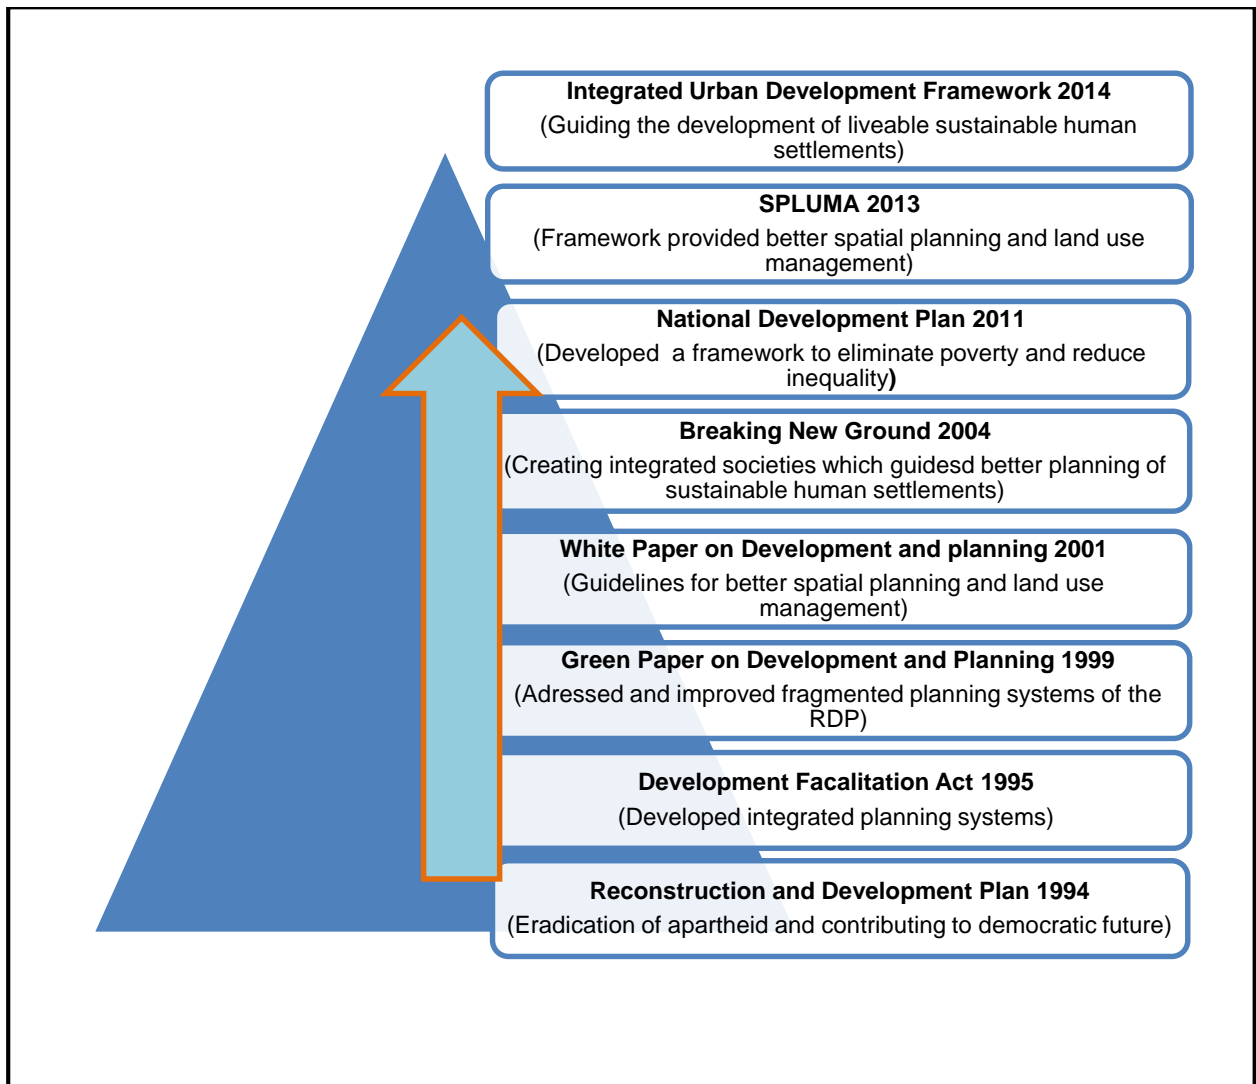 Integrated Urban Development Framework 2014
(Guiding the development of liveable sustainable human
settlements)
SPLUMA 2013
(Framework provided better spatial planning and land use
management)
National Development Plan 2011
(Developed a framework to eliminate poverty and reduce
inequality)
Breaking New Ground 2004
(Creating integrated societies which guidesd better planning of
sustainable human settlements)
White Paper on Development and planning 2001
(Guidelines for better spatial planning and land use
management)
Green Paper on Development and Planning 1999
(Adressed and improved fragmented planning systems of the
RDP)
Development Facalitation Act 1995
(Developed integrated planning systems)
Reconstruction and Development Plan 1994
(Eradication of apartheid and contributing to democratic future)